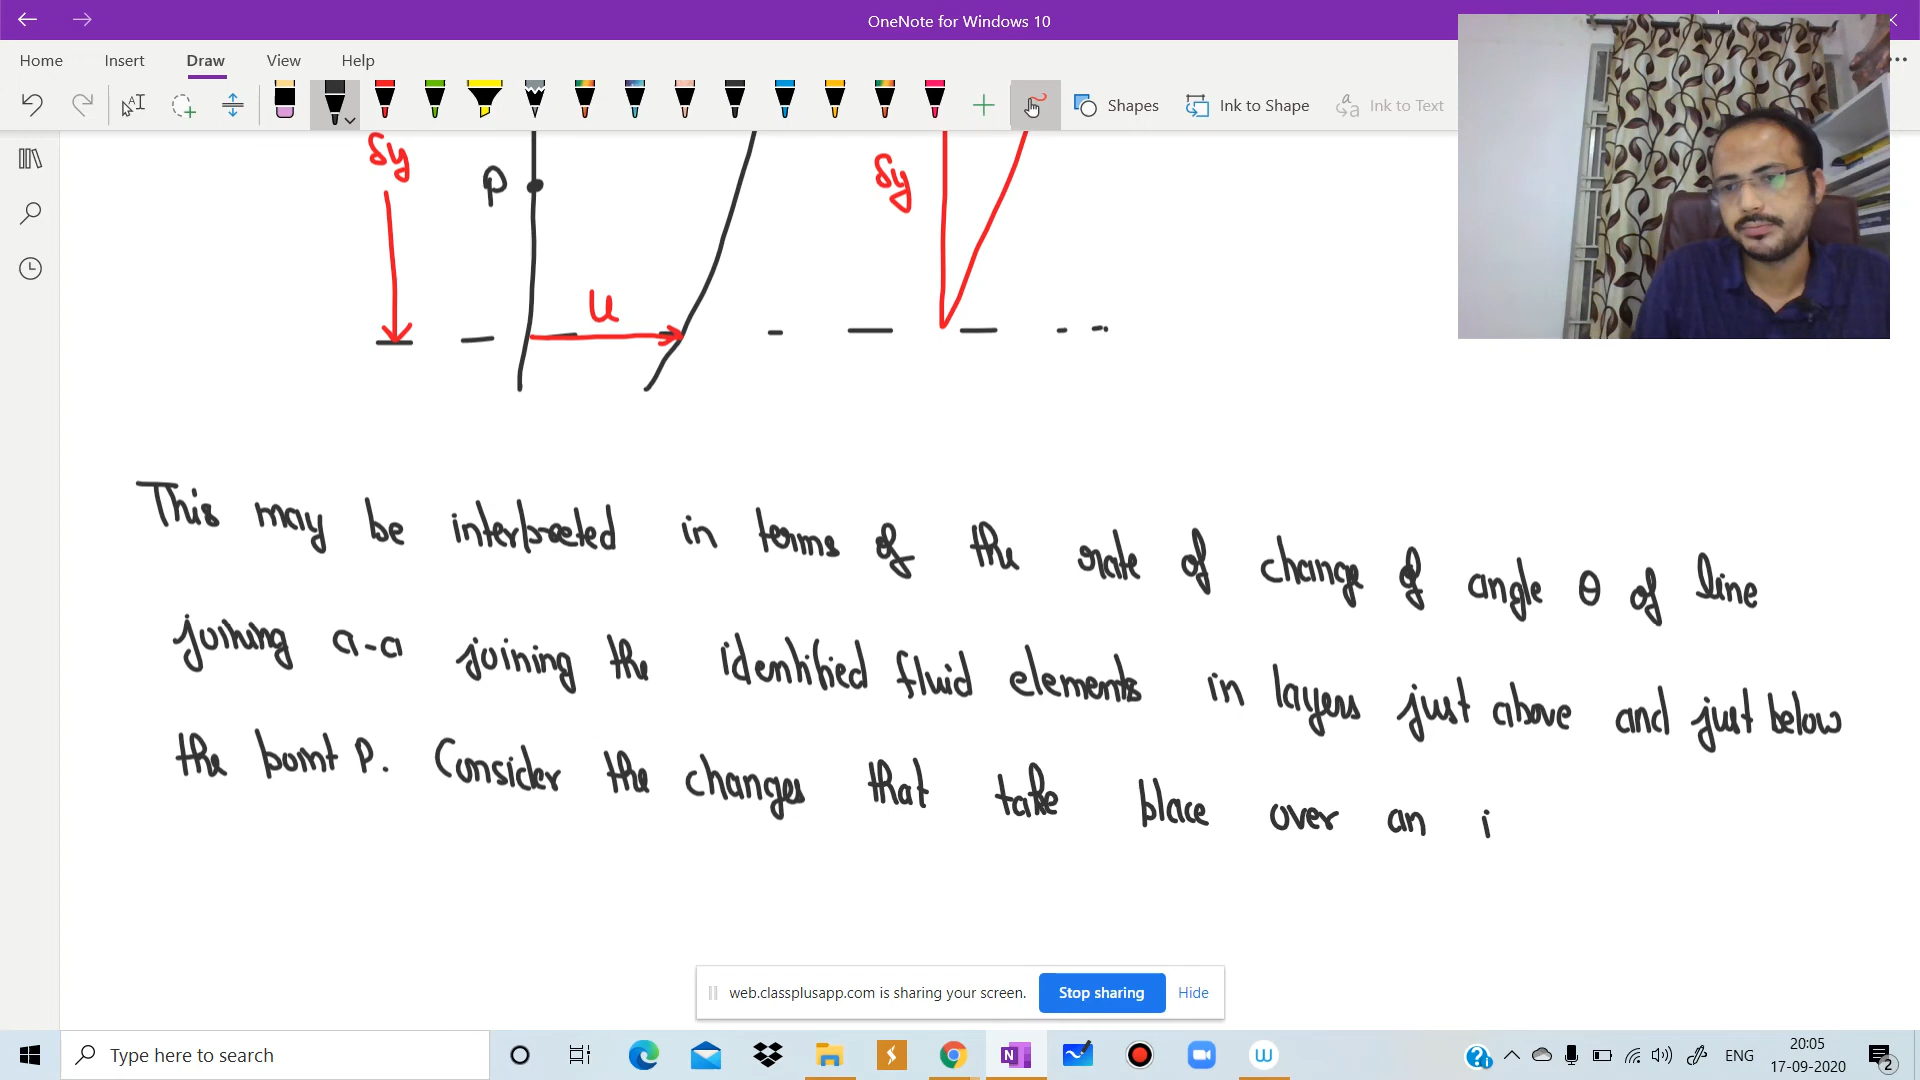 OneNote for Windows 10
Home Insert Draw View Help
Shapes Ink to Shape Ink to Text
δy
P
δy
u
This may be interpreted in terms of the rate of change of angle θ of line
joining a-a joining the identified fluid elements in layers just above and just below
the point P. Consider the changes that take place over an i
web.classplusapp.com is sharing your screen. Stop sharing Hide
Type here to search
ENG
20:05
17-09-2020
2